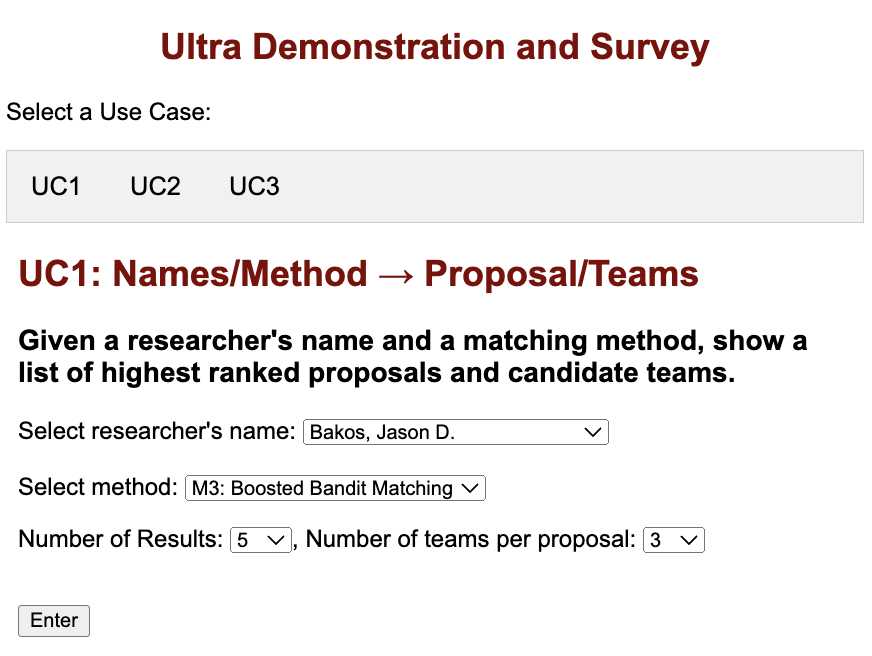 Ultra Demonstration and Survey
Select a Use Case:
UC1 UC2 UC3
UC1: Names/Method → Proposal/Teams
Given a researcher's name and a matching method, show a
list of highest ranked proposals and candidate teams.
Select researcher's name: Bakos, Jason D.
Select method: M3: Boosted Bandit Matching
Number of Results: 5, Number of teams per proposal: 3
Enter